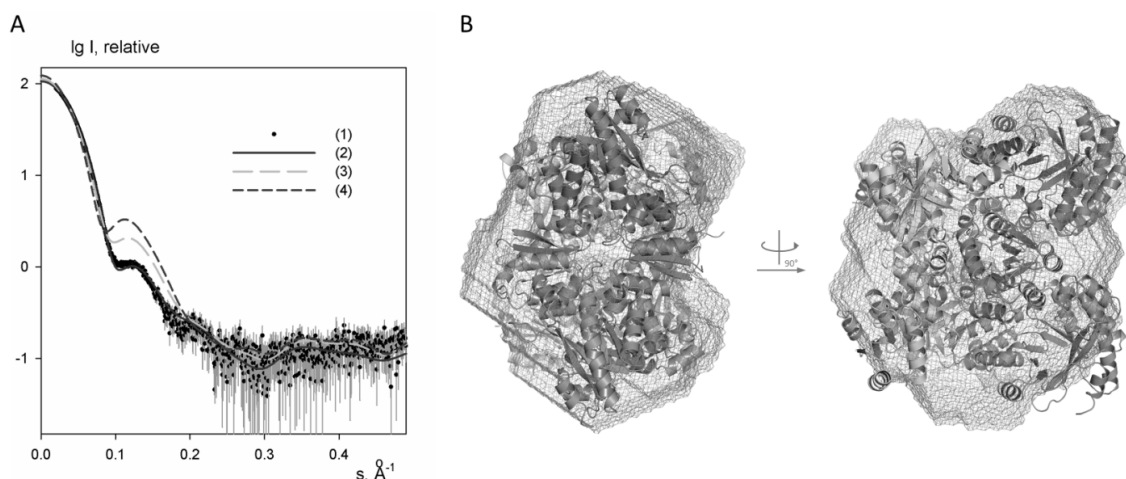 A
B
lg I, relative
2
(1)
(2)
(3)
(4)
1
0
-1
90°
0.0 0.1 0.2 0.3 0.4
s, Å-1